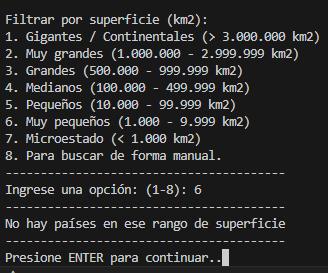 Filtrar por superficie (km2):
1. Gigantes / Continentales (> 3.000.000 km2)
2. Muy grandes (1.000.000 - 2.999.999 km2)
3. Grandes (500.000 - 999.999 km2)
4. Medianos (100.000 - 499.999 km2)
5. Pequeños (10.000 - 99.999 km2)
6. Muy pequeños (1.000 - 9.999 km2)
7. Microestado (< 1.000 km2)
8. Para buscar de forma manual.
----------------------------------------
Ingrese una opción: (1-8): 6
----------------------------------------
No hay países en ese rango de superficie
----------------------------------------
Presione ENTER para continuar..